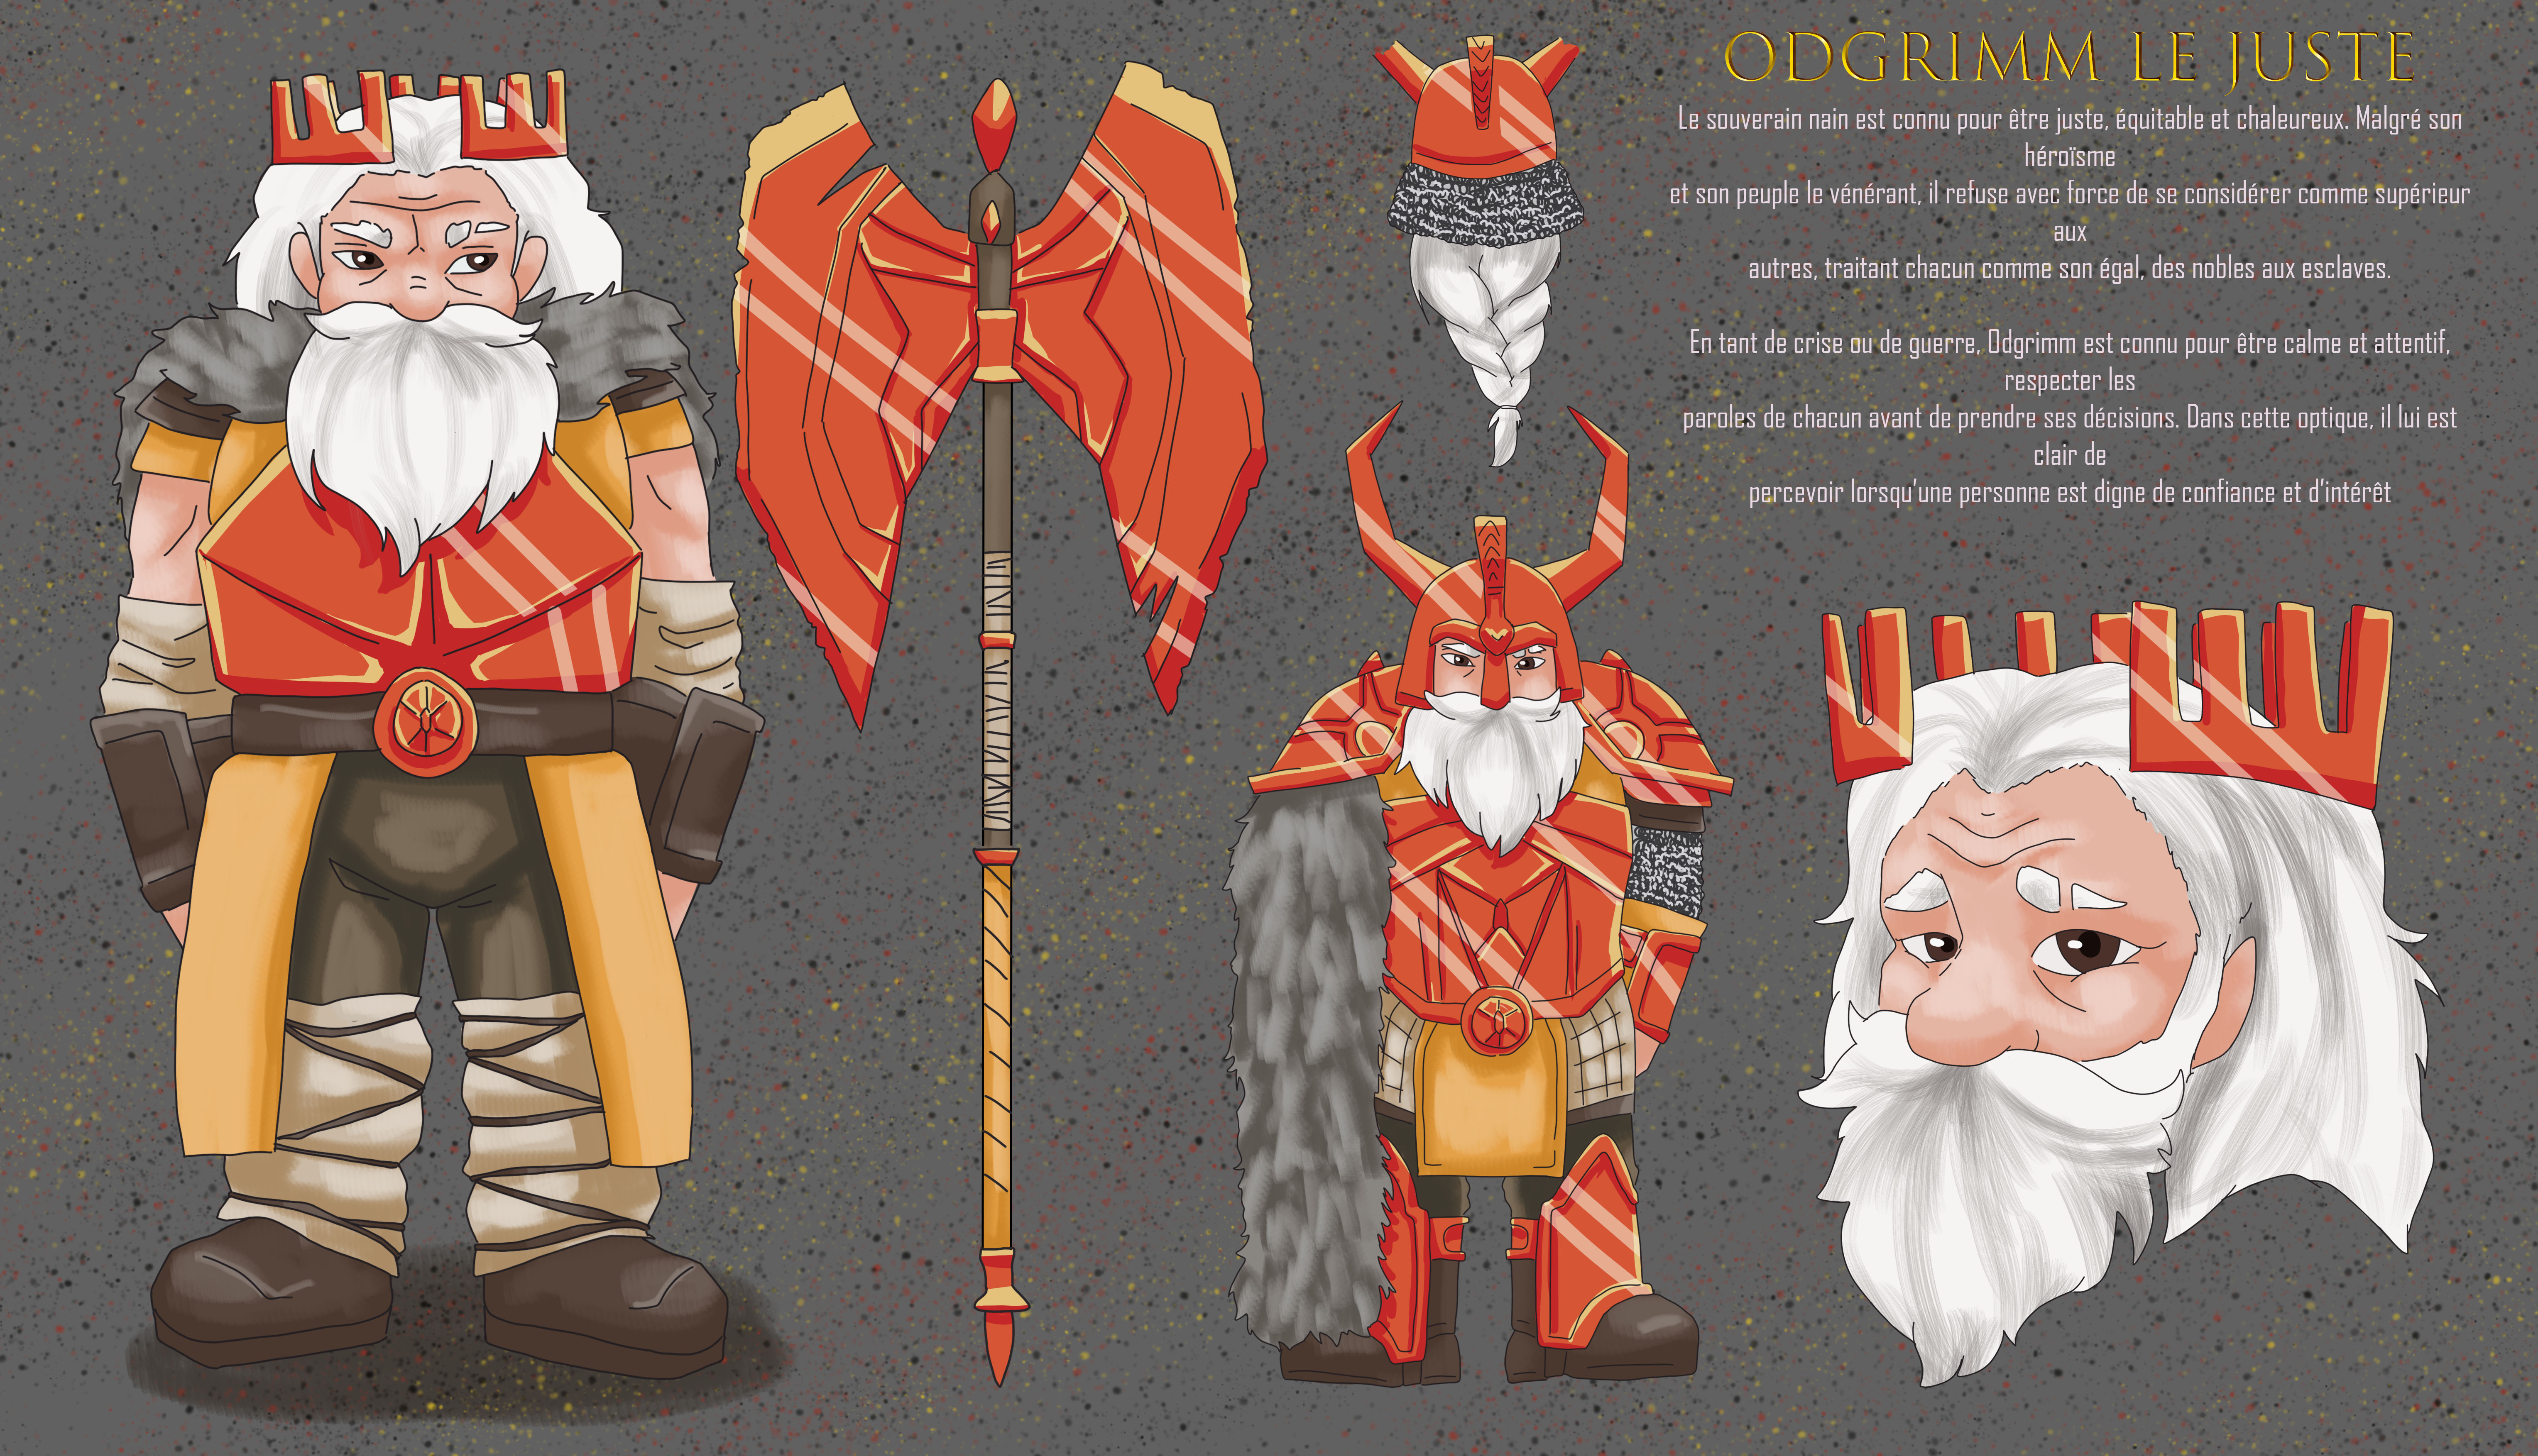 ODGRIMM LE JUSTE
Le souverain nain est connu pour être juste, équitable et chaleureux. Malgré son
héroïsme
et son peuple le vénérant, il refuse avec force de se considérer comme supérieur
aux
autres, traitant chacun comme son égal, des nobles aux esclaves.
En tant de crise ou de guerre, Odgrimm est connu pour être calme et attentif,
respecter les
paroles de chacun avant de prendre ses décisions. Dans cette optique, il lui est
clair de
percevoir lorsqu'une personne est digne de confiance et d'intérêt